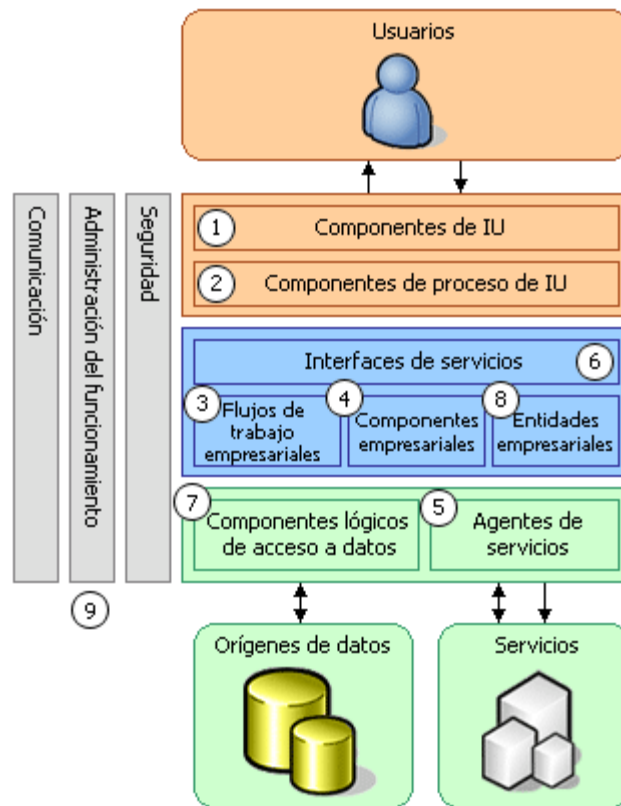 Usuarios
Comunicación
Administración del funcionamiento
Seguridad
1
Componentes de IU
2
Componentes de proceso de IU
Interfaces de servicios
6
3
Flujos de
trabajo
empresariales
4
Componentes
empresariales
8
Entidades
empresariales
7
Componentes lógicos
de acceso a datos
5
Agentes de
servicios
9
Orígenes de datos
Servicios